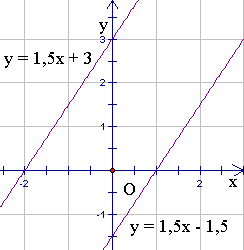 y
3
y = 1,5x + 3
2
1
-2
O
2
x
-1
y = 1,5x - 1,5